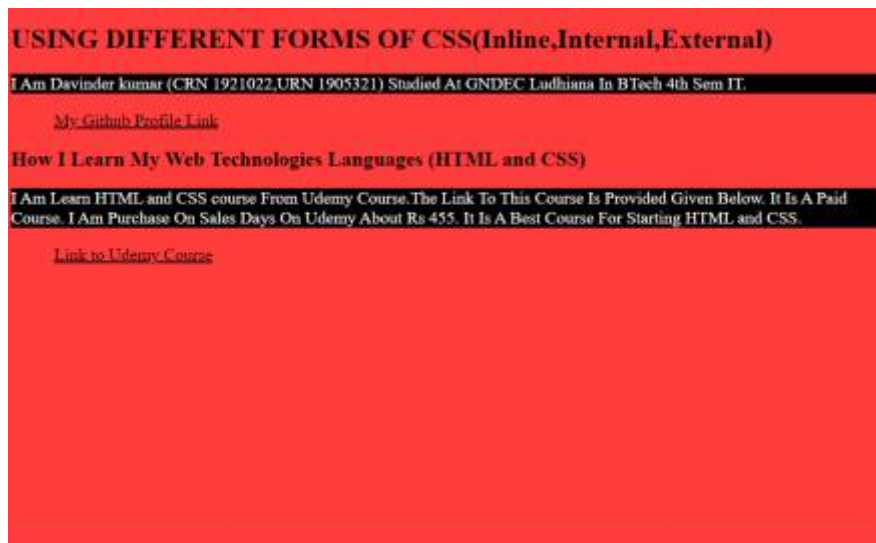 USING DIFFERENT FORMS OF CSS(Inline,Internal,External)
I Am Davinder kumar (CRN 1921022,URN 1905321) Studied At GNDEC Ludhiana In BTech 4th Sem IT.
My Github Profile Link
How I Learn My Web Technologies Languages (HTML and CSS)
I Am Learn HTML and CSS course From Udemy Course.The Link To This Course Is Provided Given Below. It Is A Paid
Course. I Am Purchase On Sales Days On Udemy About Rs 455. It Is A Best Course For Starting HTML and CSS.
Link to Udemy Course